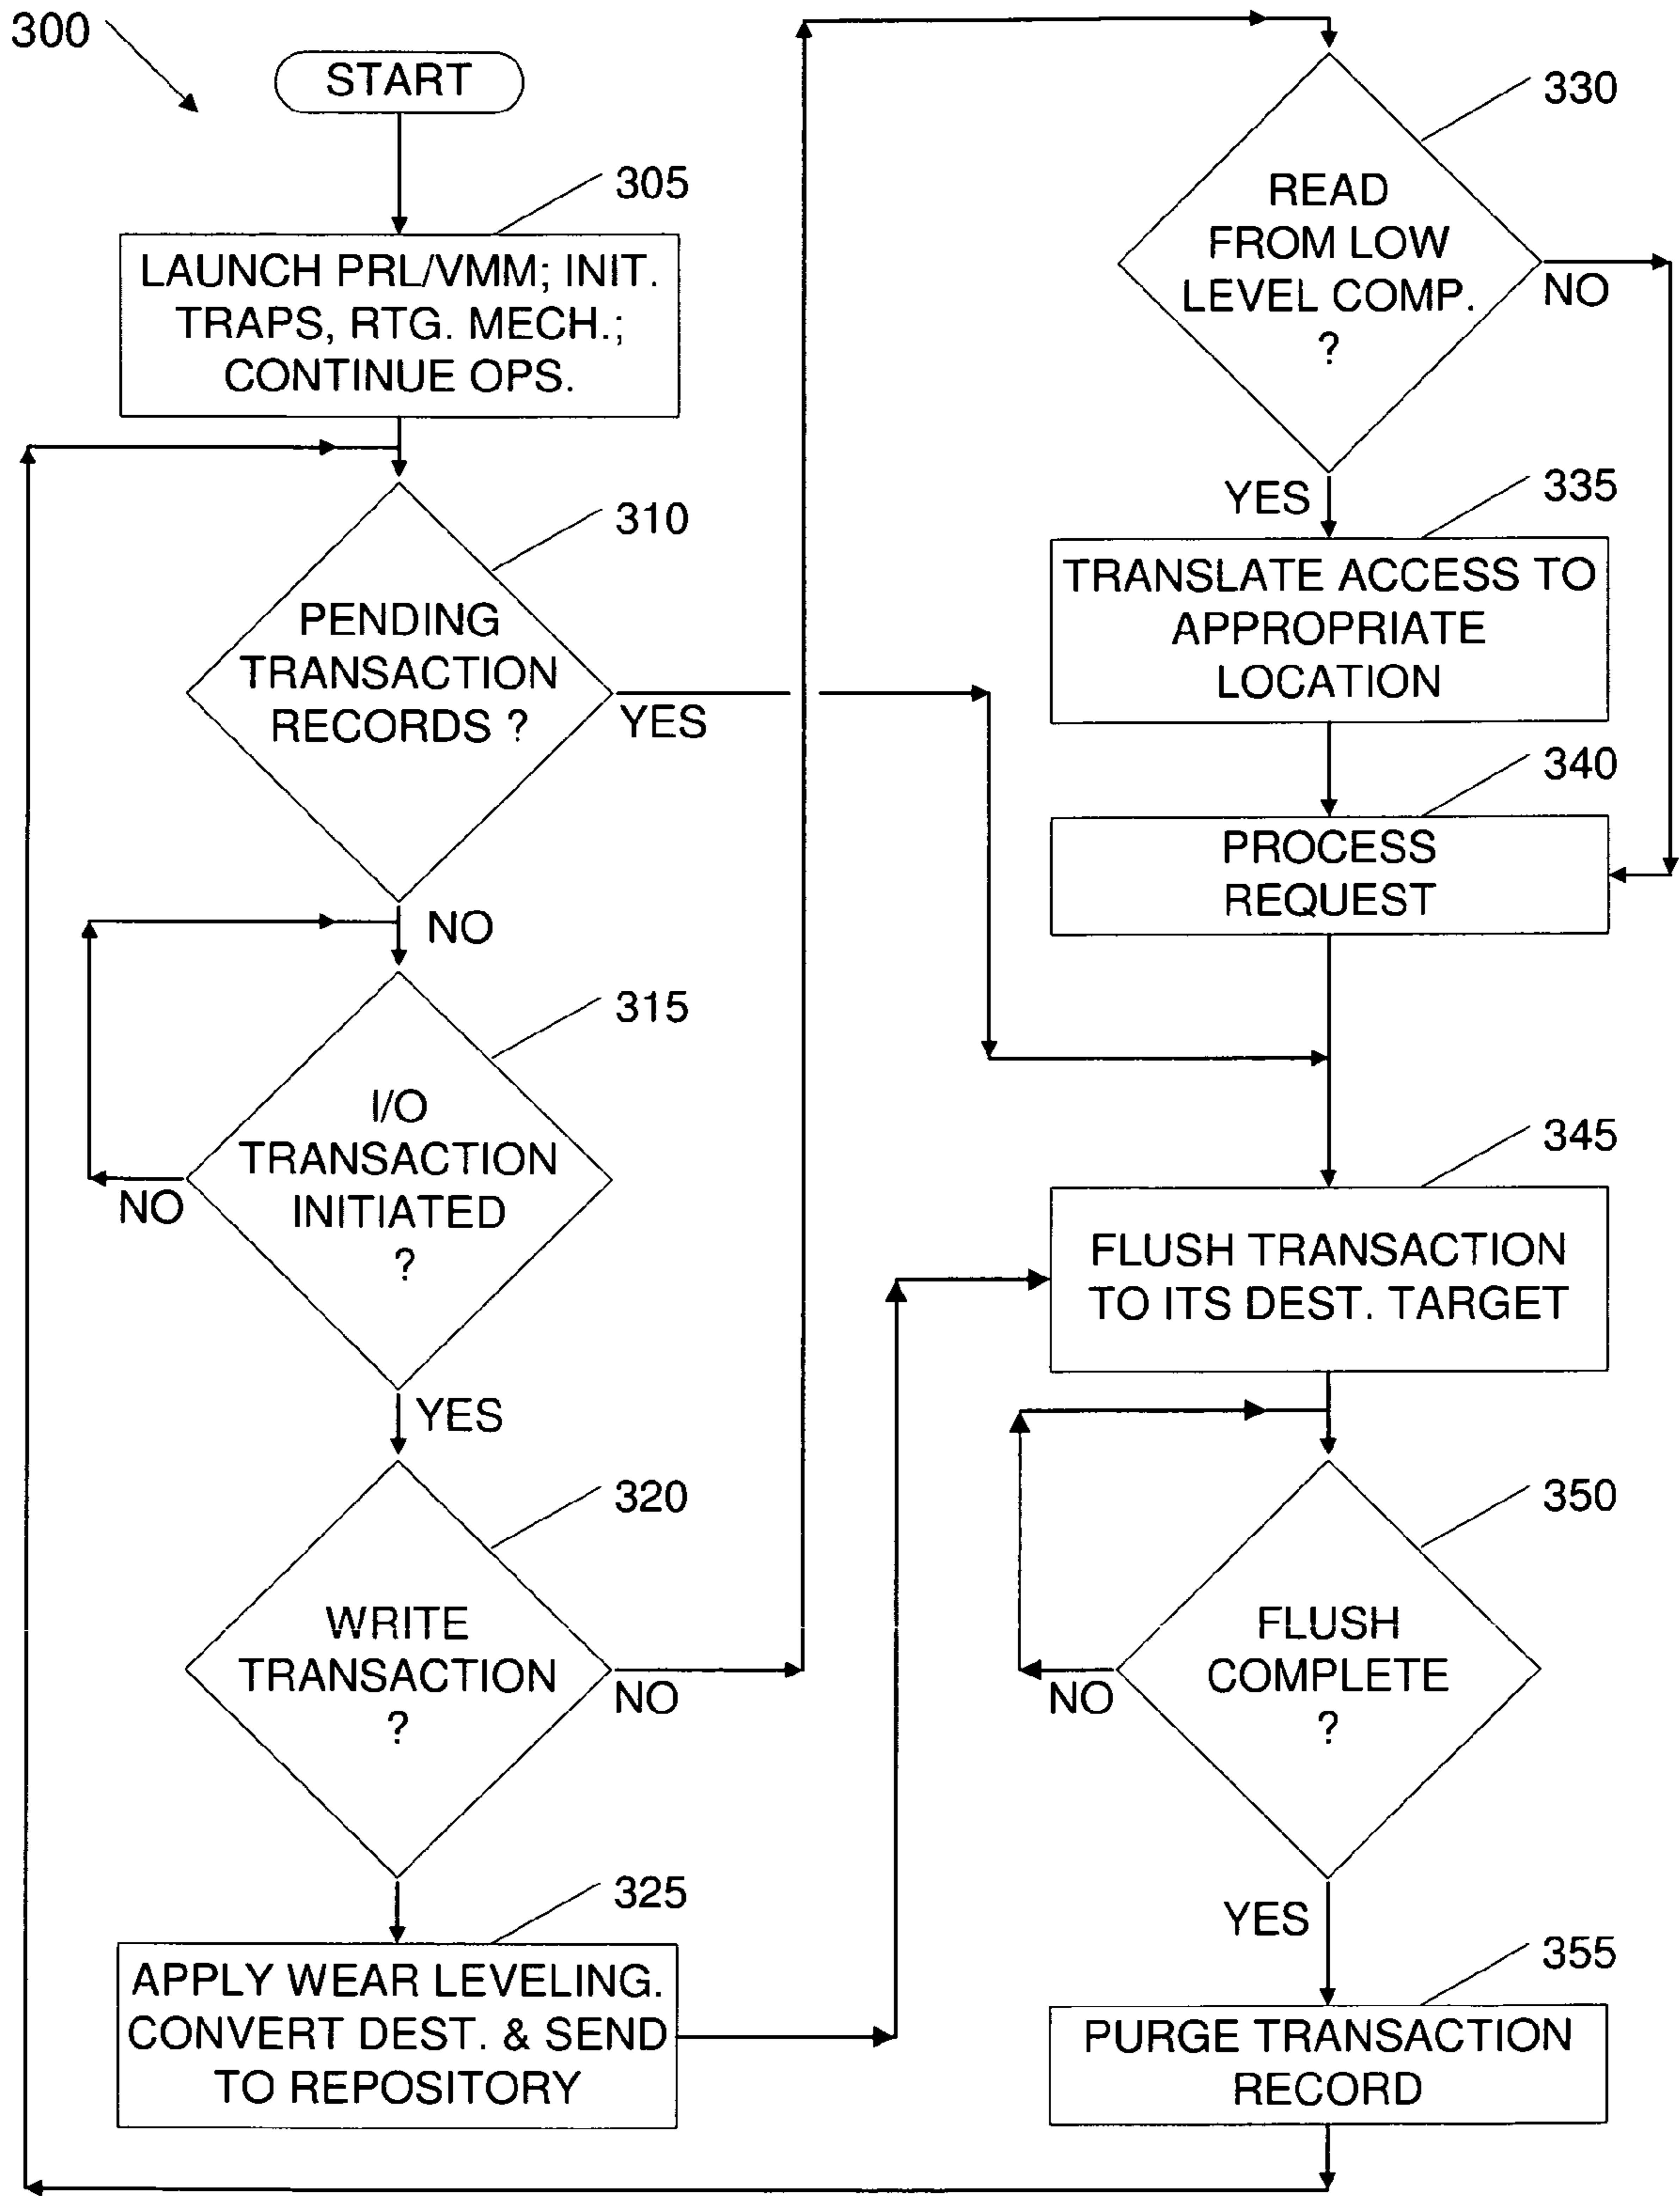 300
START
305
LAUNCH PRL/VMM; INIT.
TRAPS, RTG. MECH.;
CONTINUE OPS.
310
PENDING
TRANSACTION
RECORDS ?
YES
NO
315
I/O
TRANSACTION
INITIATED
?
NO
YES
320
WRITE
TRANSACTION
?
NO
325
APPLY WEAR LEVELING.
CONVERT DEST. & SEND
TO REPOSITORY
330
READ
FROM LOW
LEVEL COMP.
?
NO
YES
335
TRANSLATE ACCESS TO
APPROPRIATE
LOCATION
340
PROCESS
REQUEST
345
FLUSH TRANSACTION
TO ITS DEST. TARGET
350
FLUSH
COMPLETE
?
NO
YES
355
PURGE TRANSACTION
RECORD